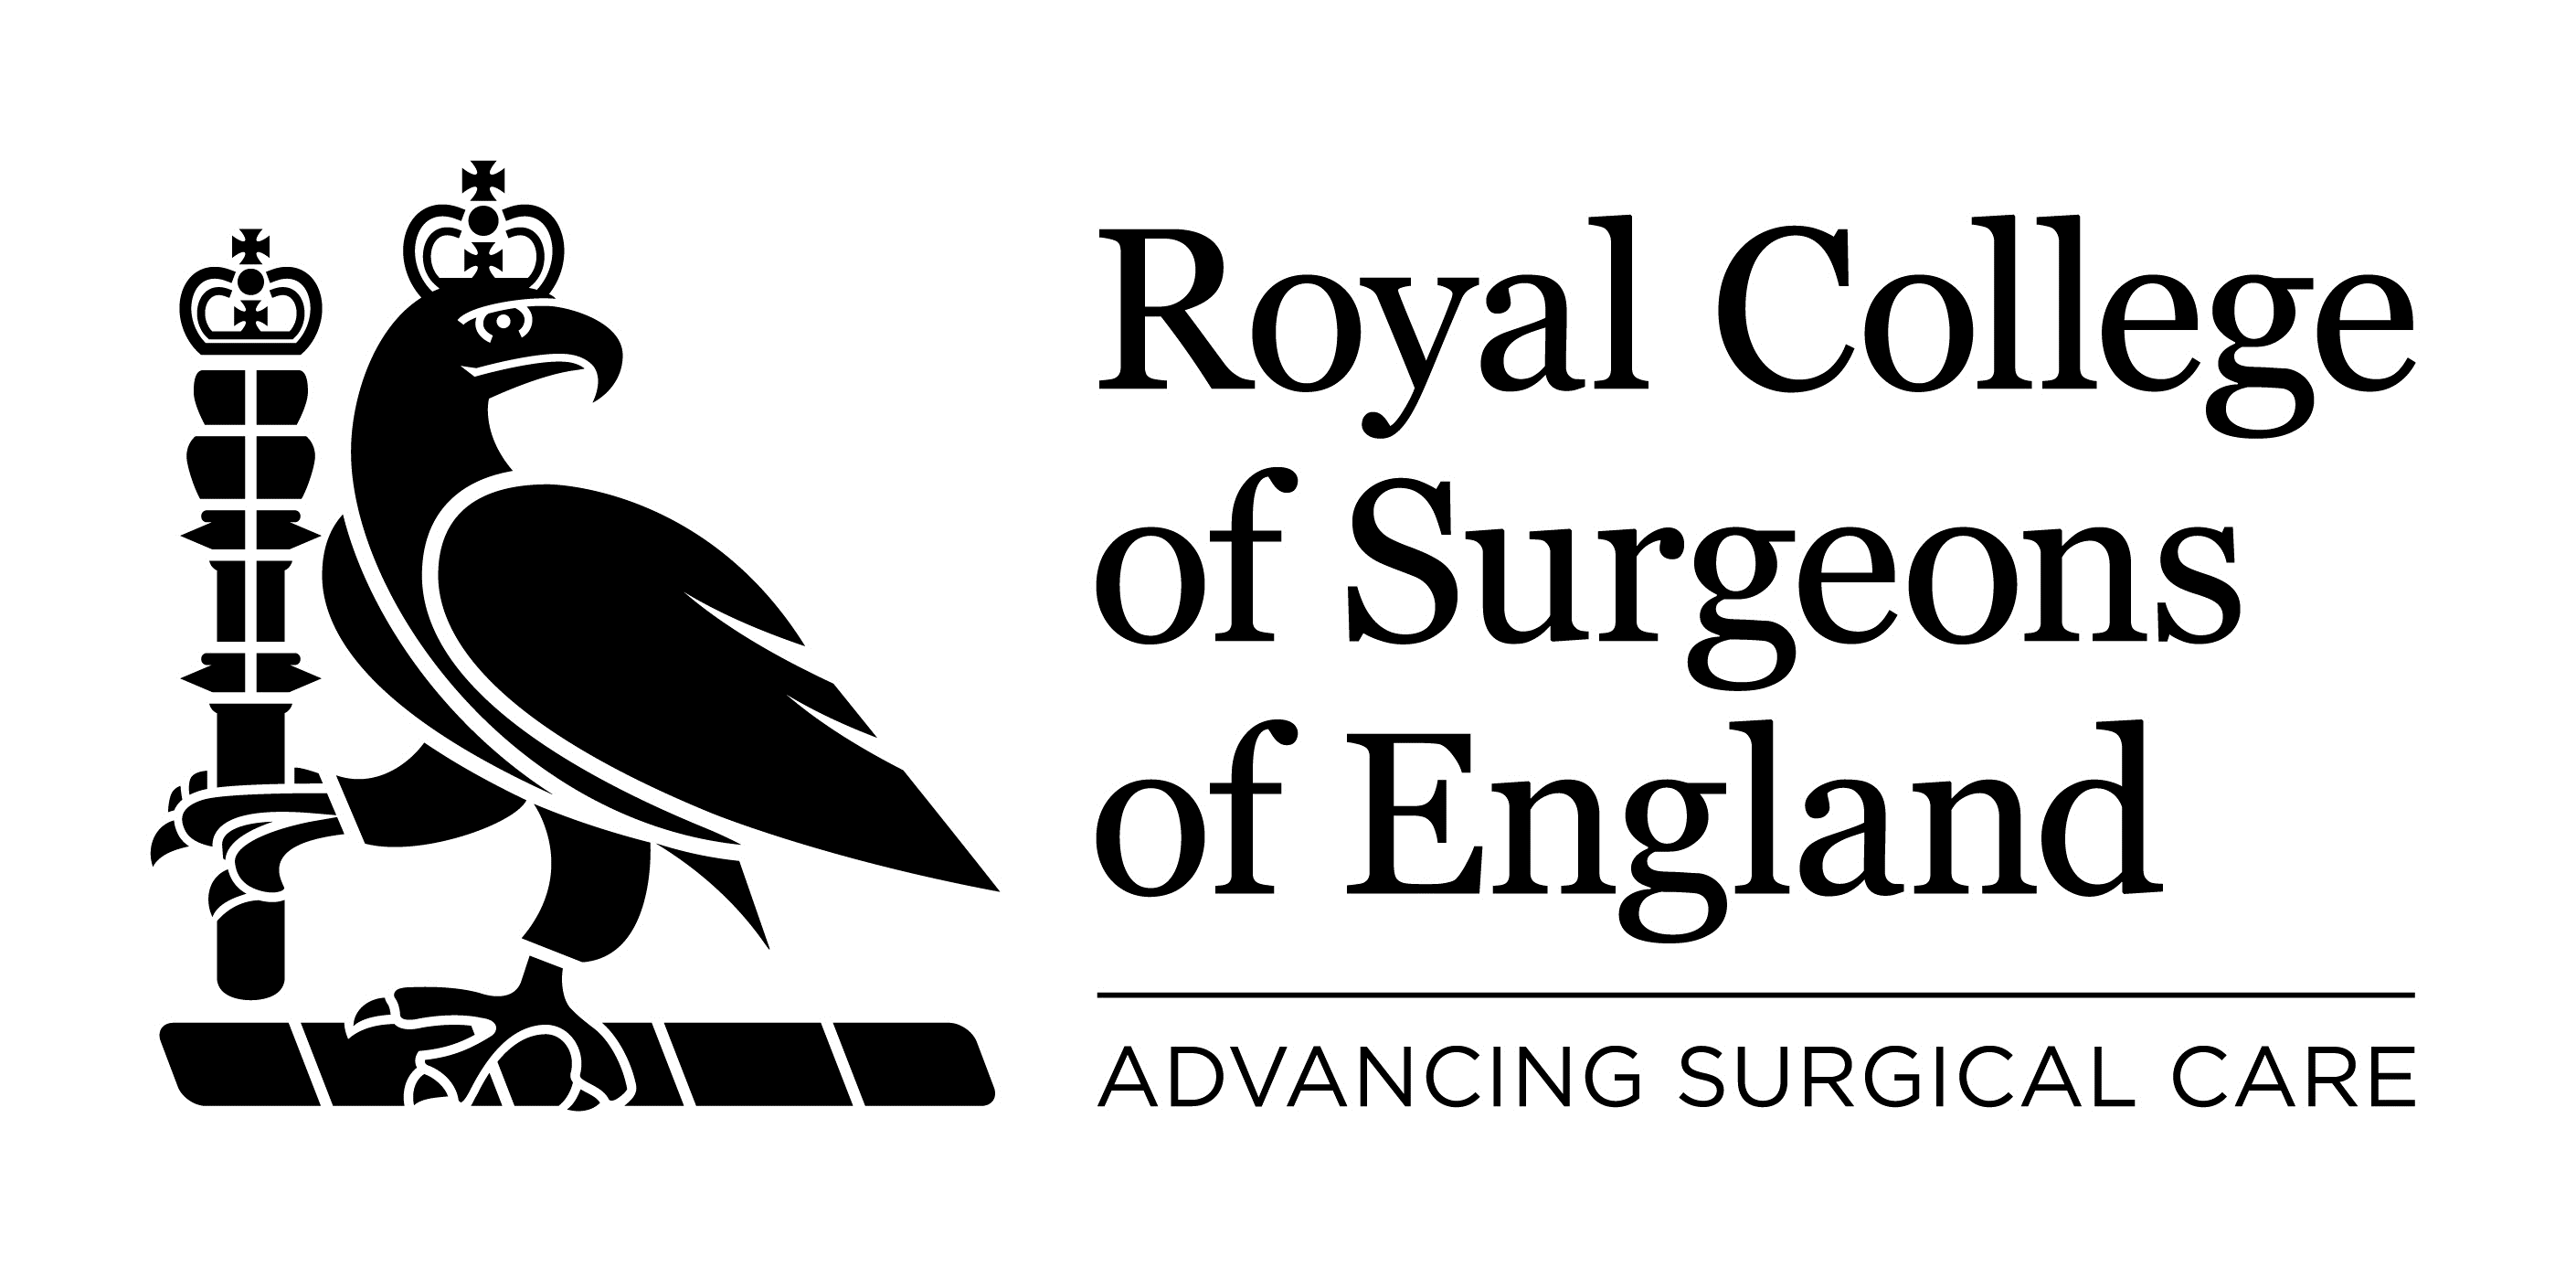 Royal College
of Surgeons
of England
ADVANCING SURGICAL CARE